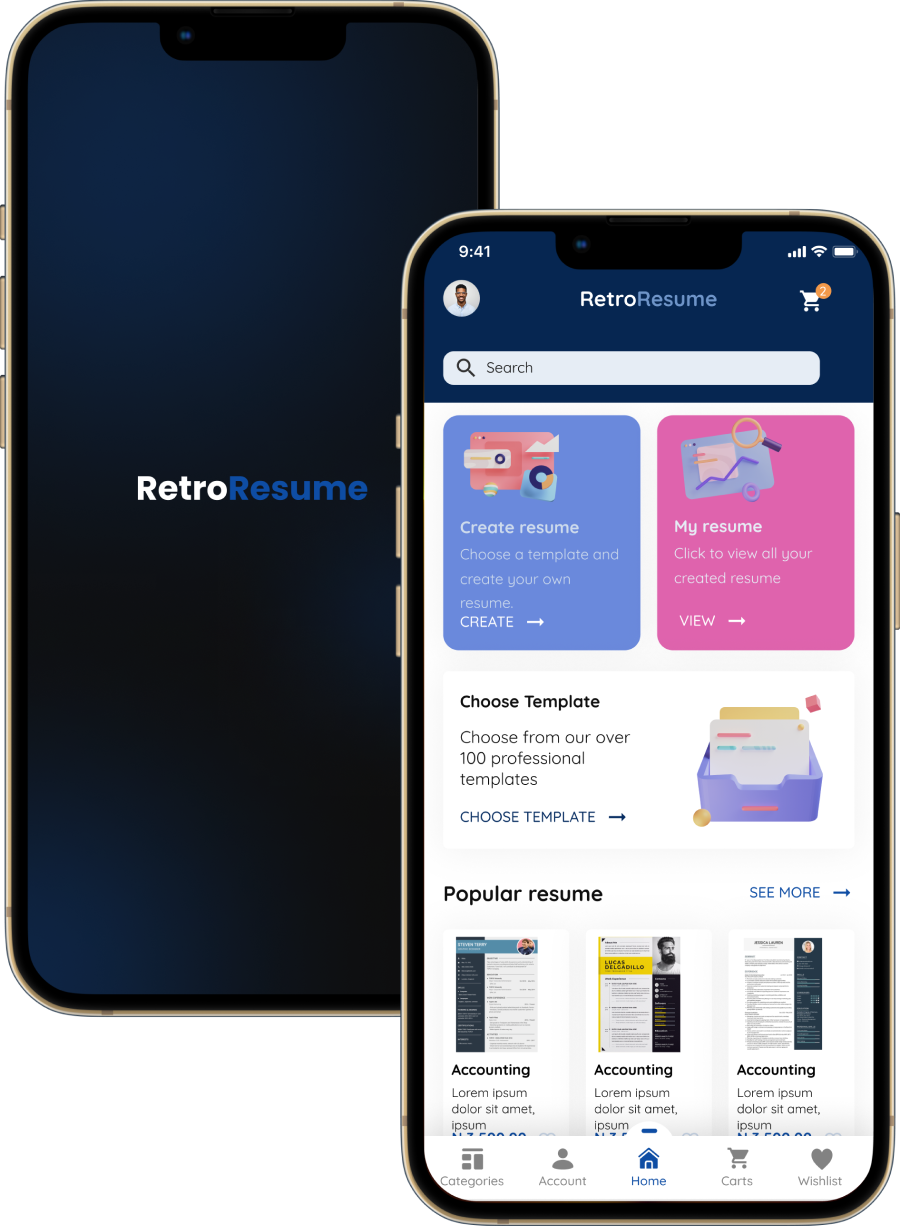 RetroResume
9:41
RetroResume
2
Search
Create resume
Choose a template and
create your own
resume.
CREATE
My resume
Click to view all your
created resume
VIEW
Choose Template
Choose from our over
100 professional
templates
CHOOSE TEMPLATE
Popular resume
SEE MORE
STEVEN TERRY
LUCAS
DELGADILLO
JESSICA LAUREN
Accounting
Lorem ipsum
dolor sit amet,
ipsum
Accounting
Lorem ipsum
dolor sit amet,
ipsum
Accounting
Lorem ipsum
dolor sit amet,
ipsum
Categories
Account
Home
Carts
Wishlist